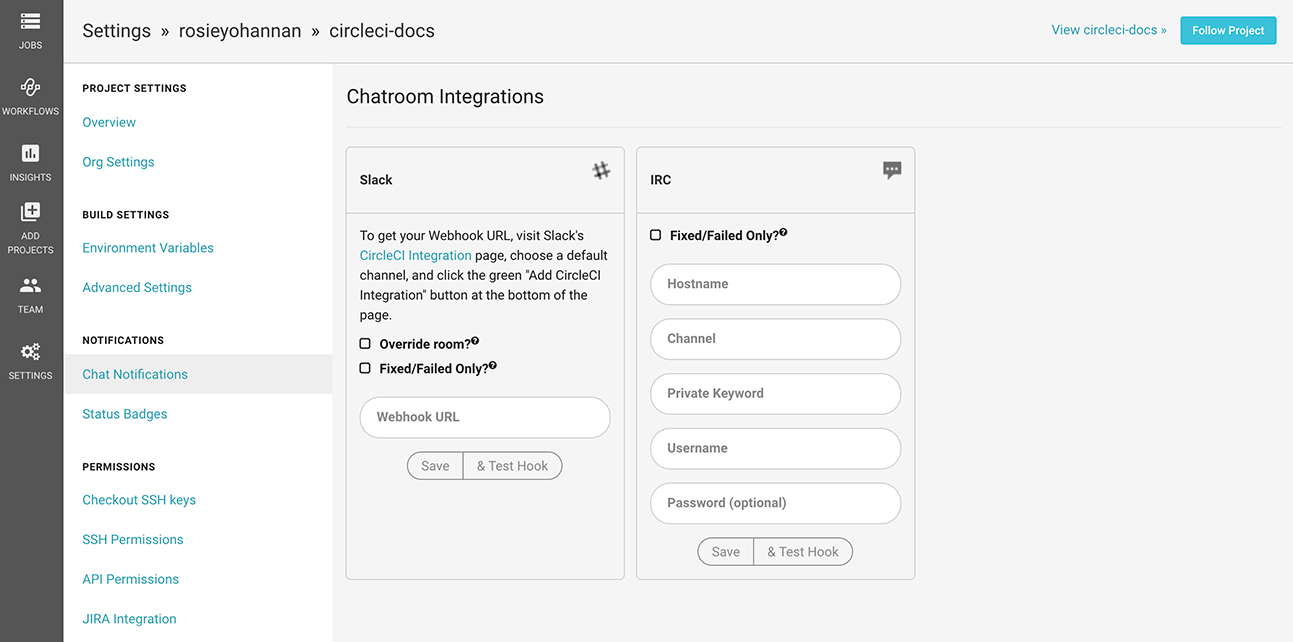 JOBS
WORKFLOWS
INSIGHTS
ADD
PROJECTS
TEAM
SETTINGS
Settings » rosieyohannan » circleci-docs
View circleci-docs »
Follow Project
PROJECT SETTINGS
Overview
Org Settings
BUILD SETTINGS
Environment Variables
Advanced Settings
NOTIFICATIONS
Chat Notifications
Status Badges
PERMISSIONS
Checkout SSH keys
SSH Permissions
API Permissions
JIRA Integration
Chatroom Integrations
Slack
To get your Webhook URL, visit Slack's
CircleCI Integration page, choose a default
channel, and click the green "Add CircleCI
Integration" button at the bottom of the
page.
Override room??
Fixed/Failed Only??
Webhook URL
Save & Test Hook
IRC
Fixed/Failed Only??
Hostname
Channel
Private Keyword
Username
Password (optional)
Save & Test Hook